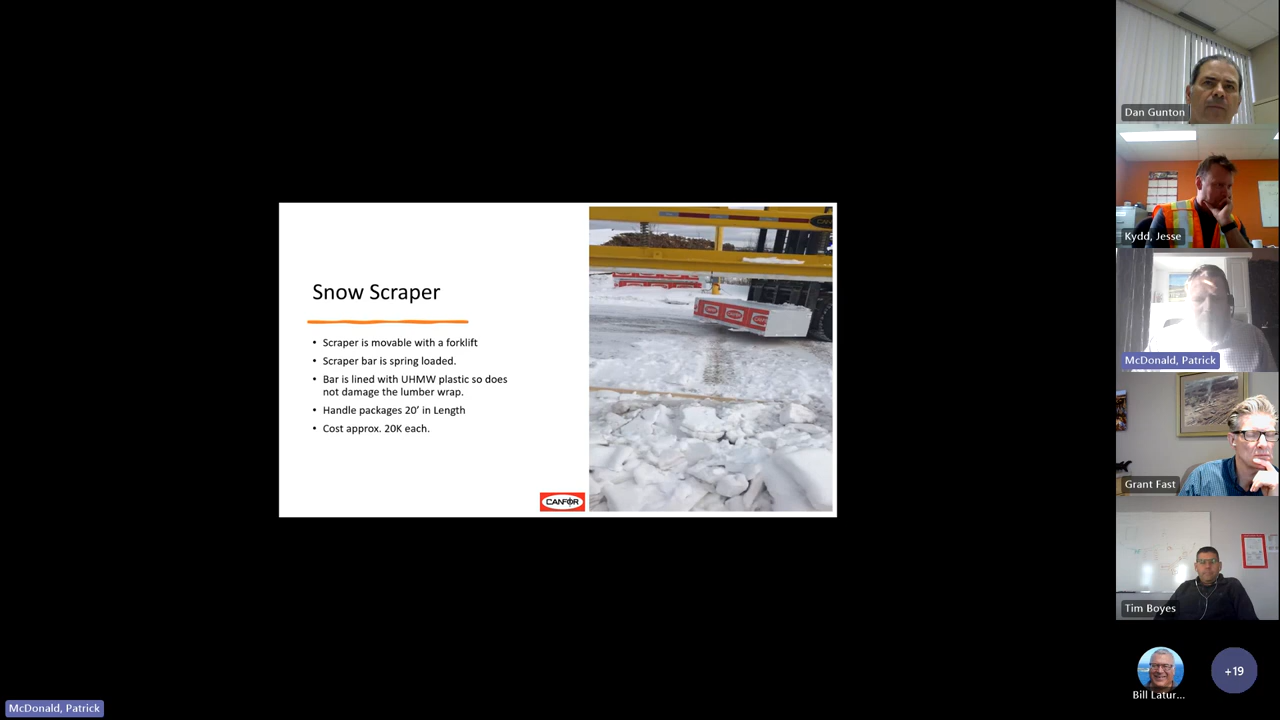 Snow Scraper
• Scraper is movable with a forklift
• Scraper bar is spring loaded.
• Bar is lined with UHMW plastic so does
not damage the lumber wrap.
• Handle packages 20' in Length
• Cost approx. 20K each.
CANFOR
Dan Gunton
Kydd, Jesse
McDonald, Patrick
Grant Fast
Tim Boyes
Bill Latur...
+19
McDonald, Patrick